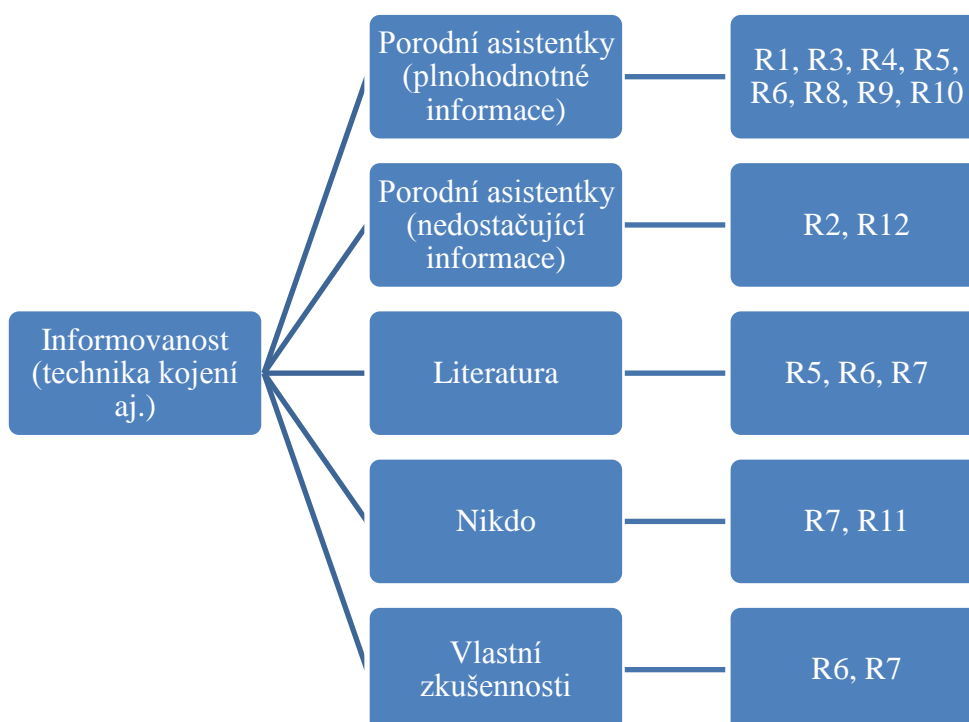 Informovanost
(technika kojení
aj.)
Porodní asistentky
(plnohodnotné
informace)
R1, R3, R4, R5,
R6, R8, R9, R10
Porodní asistentky
(nedostačující
informace)
R2, R12
Literatura
R5, R6, R7
Nikdo
R7, R11
Vlastní
zkušennosti
R6, R7